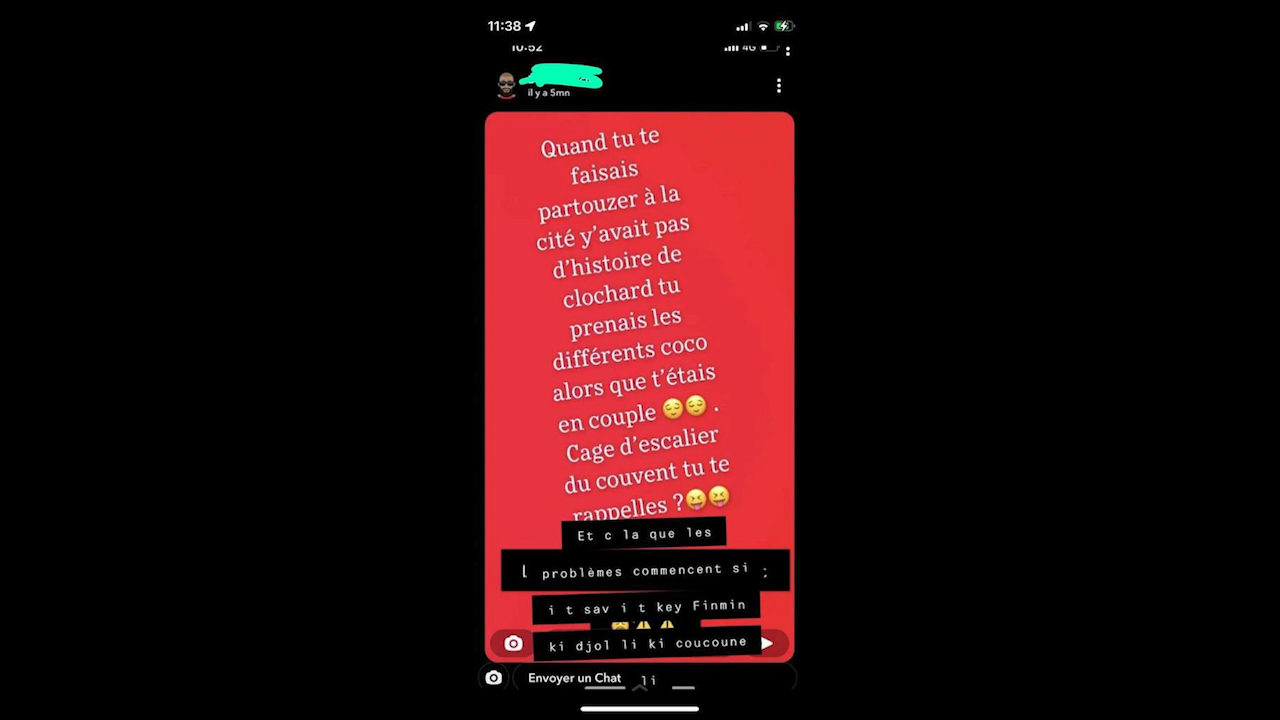 11:38
10:52
4G
il y a 5mn
Quand tu te
faisais
partouzer à la
cité y’avait pas
d’histoire de
clochard tu
prenais les
différents coco
alors que t’étais
en couple 😌😌 .
Cage d’escalier
du couvent tu te
rappelles ?😝😝
Et c la que les
problèmes commencent si
i t sav i t key Finmin
ki djol li ki coucoune
li
Envoyer un Chat